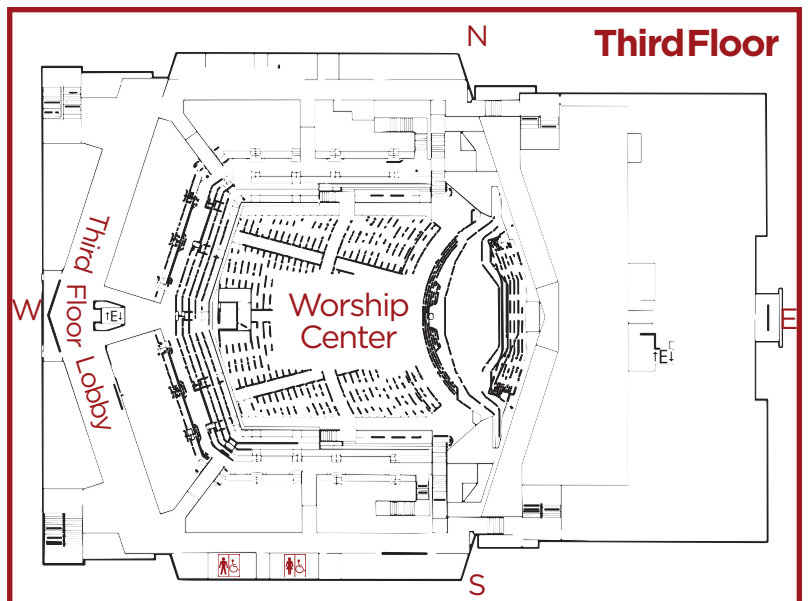 N
Third Floor
Third Floor Lobby
W
↑E↓
Worship
Center
E
↑E↓
S